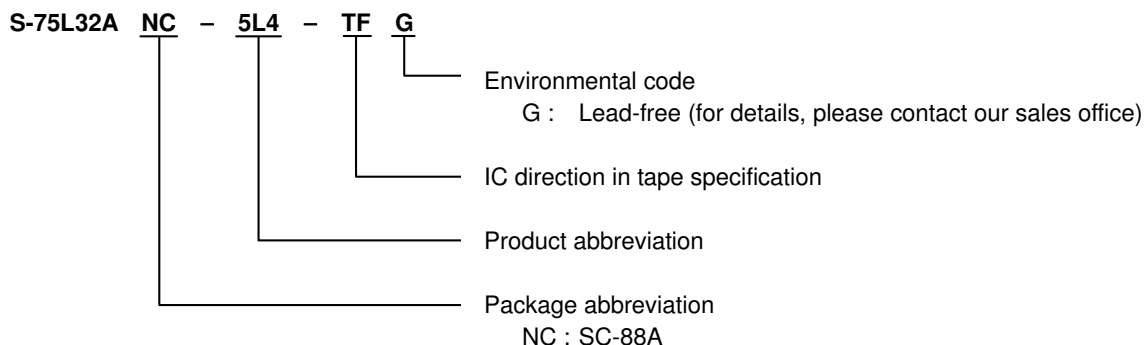 S-75L32A NC – 5L4 – TF G
Environmental code
G : Lead-free (for details, please contact our sales office)
IC direction in tape specification
Product abbreviation
Package abbreviation
NC : SC-88A